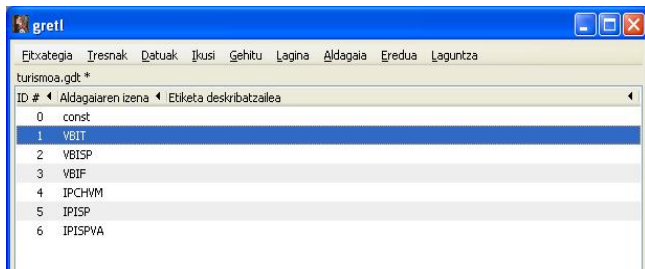 gretl
Fitxategia Tresnak Datuak Ikusi Gehitu Lagina Aldagaia Eredua Laguntza
turismoa.gdt *
ID # Aldagaiaren izena Etiketa deskribatzailea
0 const
1 VBIT
2 VBISP
3 VBIF
4 IPCHVM
5 IPISP
6 IPISPVA